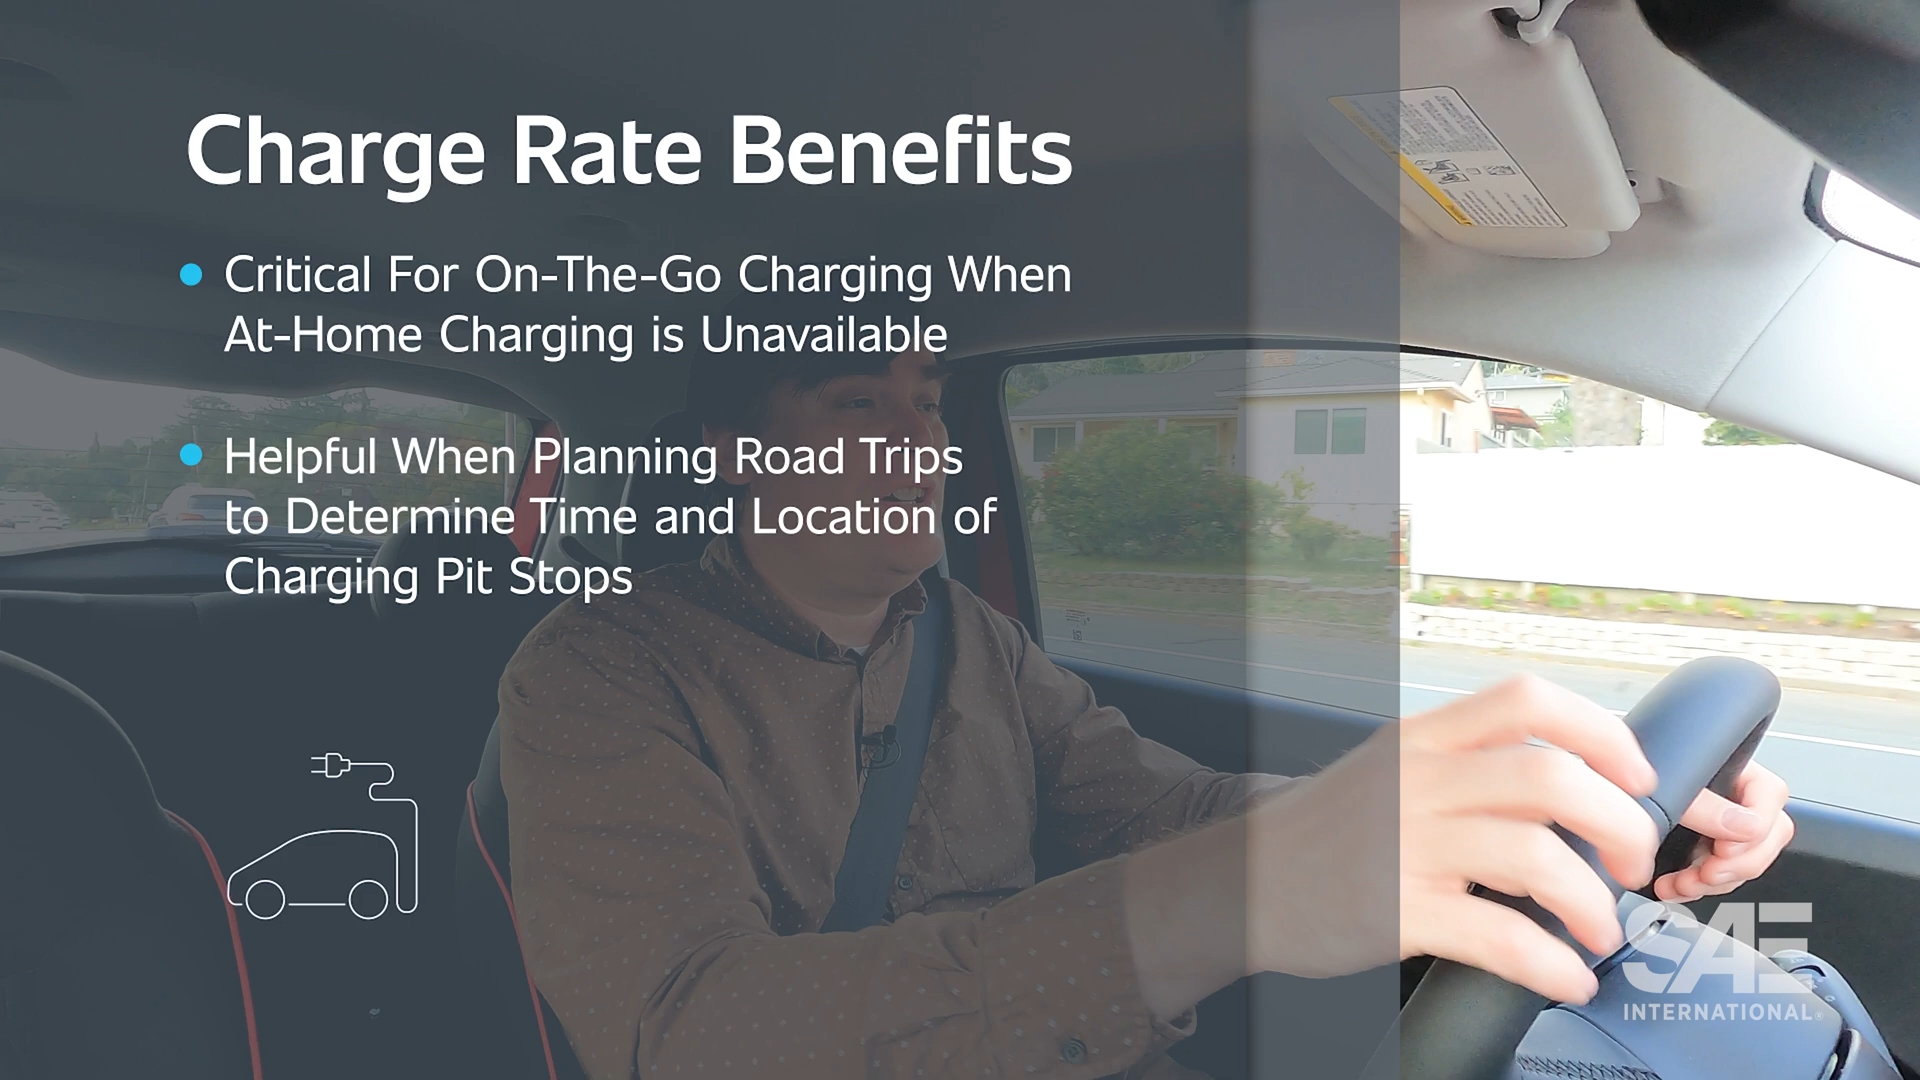 Charge Rate Benefits
Critical For On-The-Go Charging When
At-Home Charging is Unavailable
Helpful When Planning Road Trips
to Determine Time and Location of
Charging Pit Stops
SAE
INTERNATIONAL®